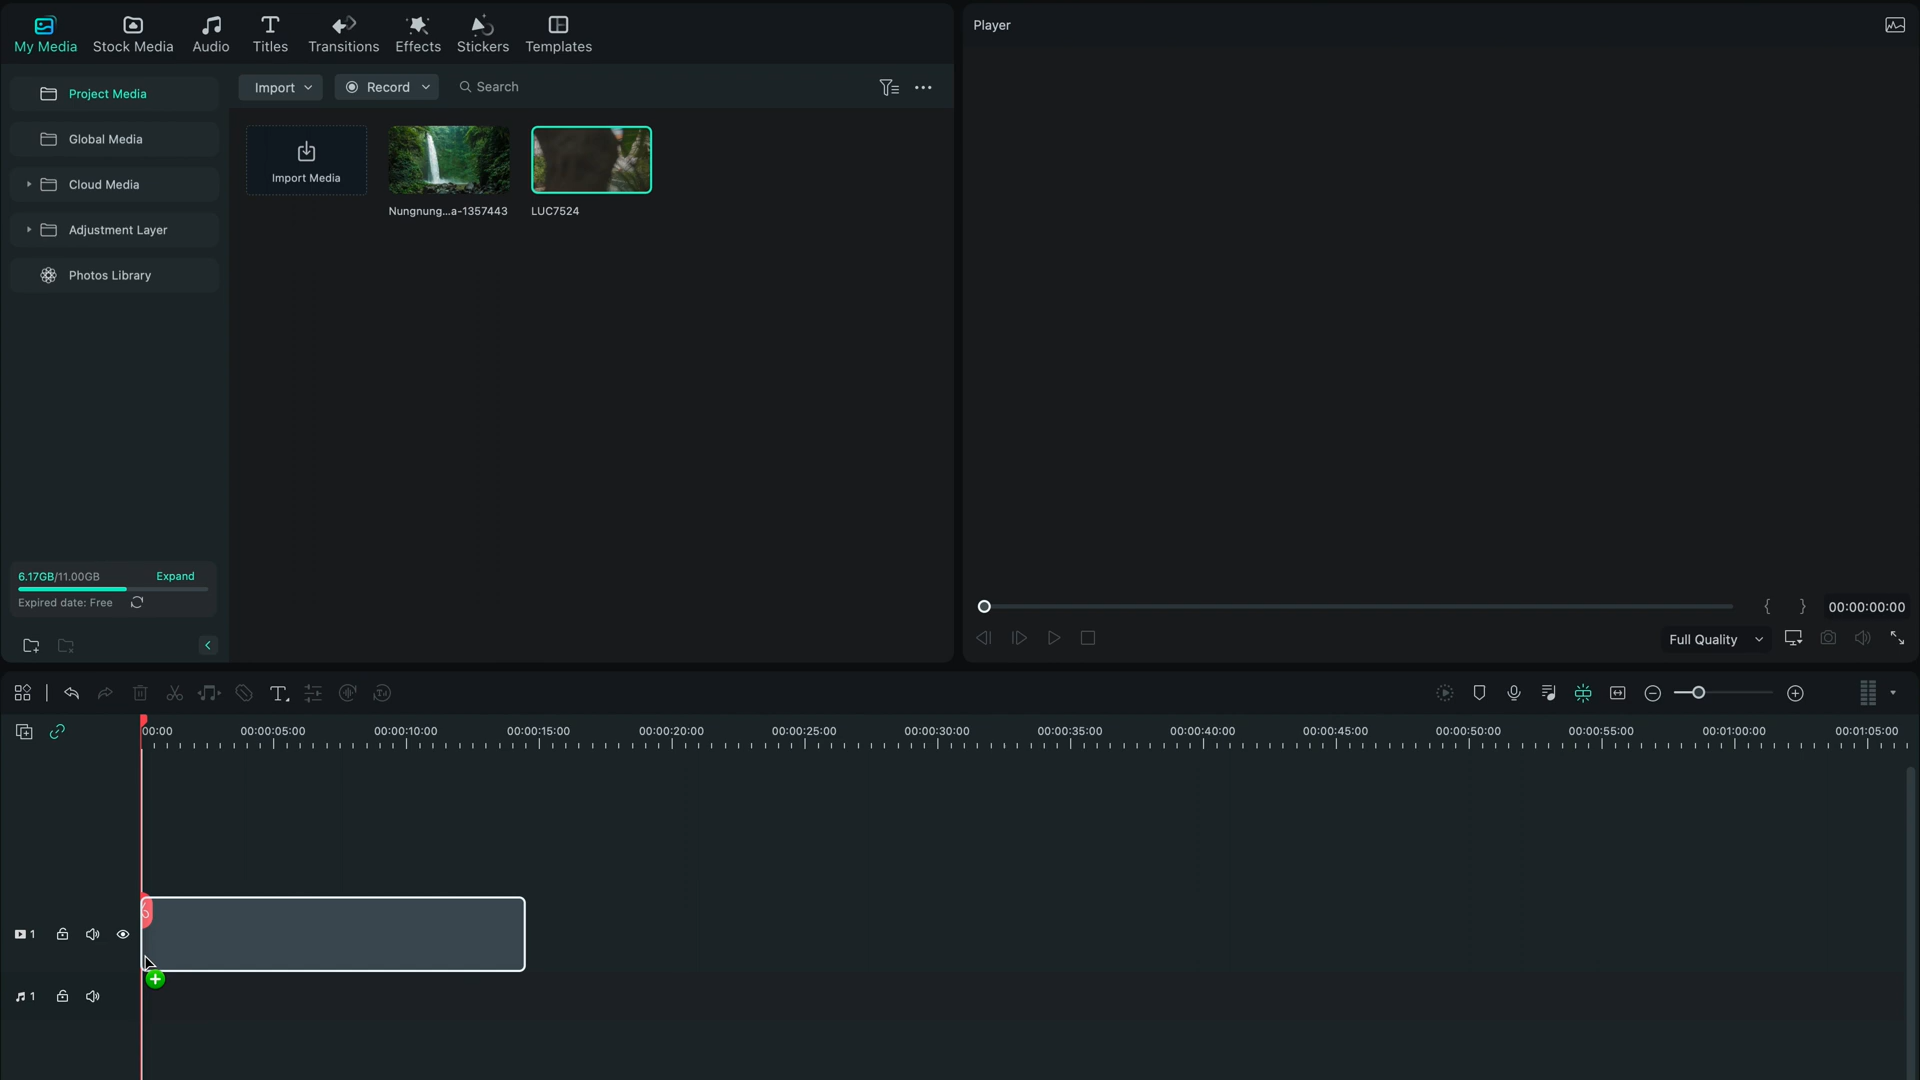 My Media
Stock Media
Audio
Titles
Transitions
Effects
Stickers
Templates
Player
Project Media
Global Media
Cloud Media
Adjustment Layer
Photos Library
Import
Record
Search
Import Media
Nungnung...a-1357443
LUC7524
6.17GB/11.00GB
Expand
Expired date: Free
00:00:00:00
Full Quality
00:00
00:00:05:00
00:00:10:00
00:00:15:00
00:00:20:00
00:00:25:00
00:00:30:00
00:00:35:00
00:00:40:00
00:00:45:00
00:00:50:00
00:00:55:00
00:01:00:00
00:01:05:00
1
1